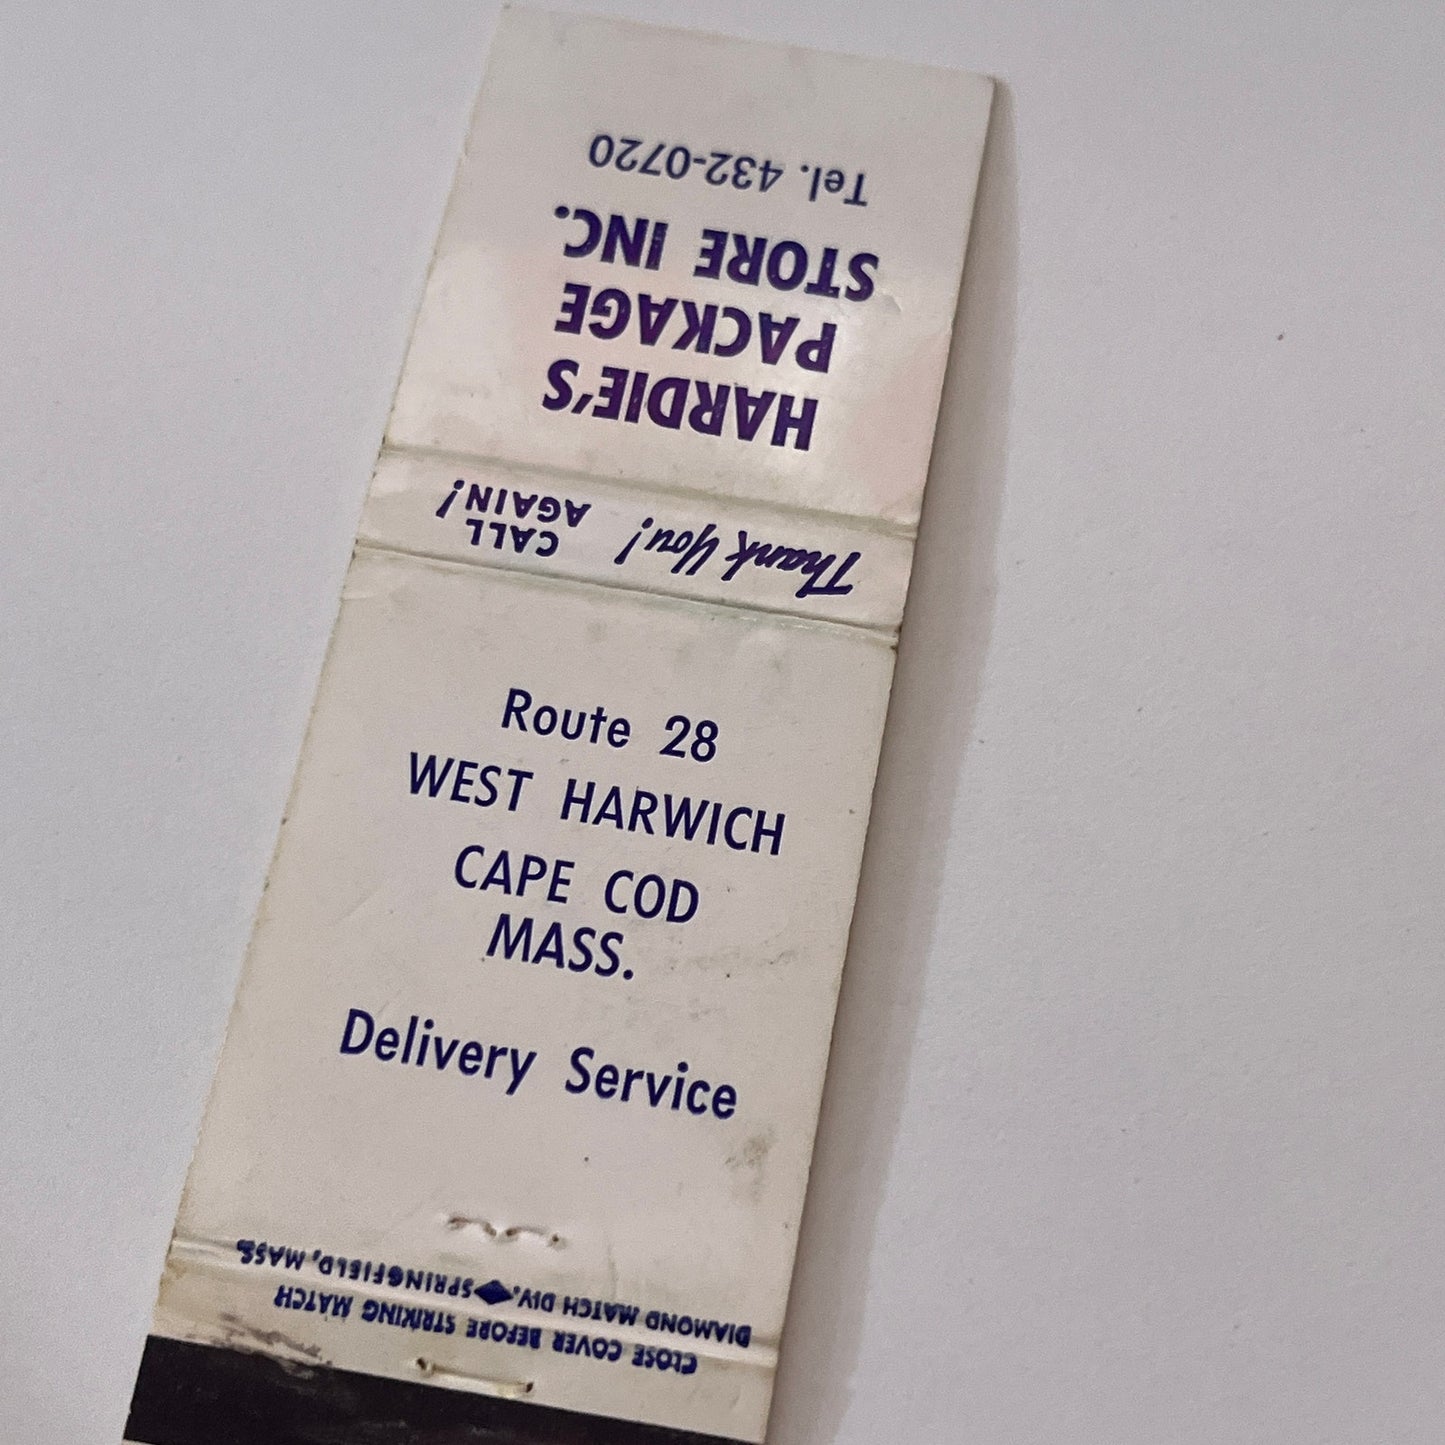 HARDIE'S
PACKAGE
STORE INC.
Tel. 432-0720
Thank You!
CALL
AGAIN!
Route 28
WEST HARWICH
CAPE COD
MASS.
Delivery Service
CLOSE COVER BEFORE STRIKING MATCH
DIAMOND MATCH DIV. SPRINGFIELD, MASS.